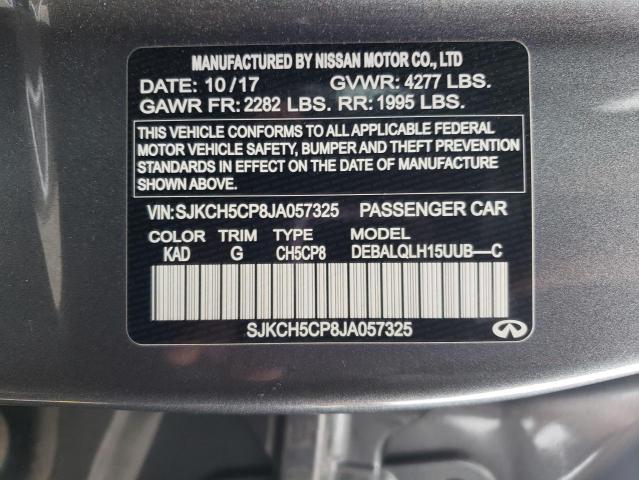 MANUFACTURED BY NISSAN MOTOR CO., LTD
DATE: 10/17 GVWR: 4277 LBS.
GAWR FR: 2282 LBS. RR: 1995 LBS.
THIS VEHICLE CONFORMS TO ALL APPLICABLE FEDERAL
MOTOR VEHICLE SAFETY, BUMPER AND THEFT PREVENTION
STANDARDS IN EFFECT ON THE DATE OF MANUFACTURE
SHOWN ABOVE.
VIN:SJKCH5CP8JA057325 PASSENGER CAR
COLOR TRIM TYPE MODEL
KAD G CH5CP8 DEBALQLH15UUB—C
SJKCH5CP8JA057325